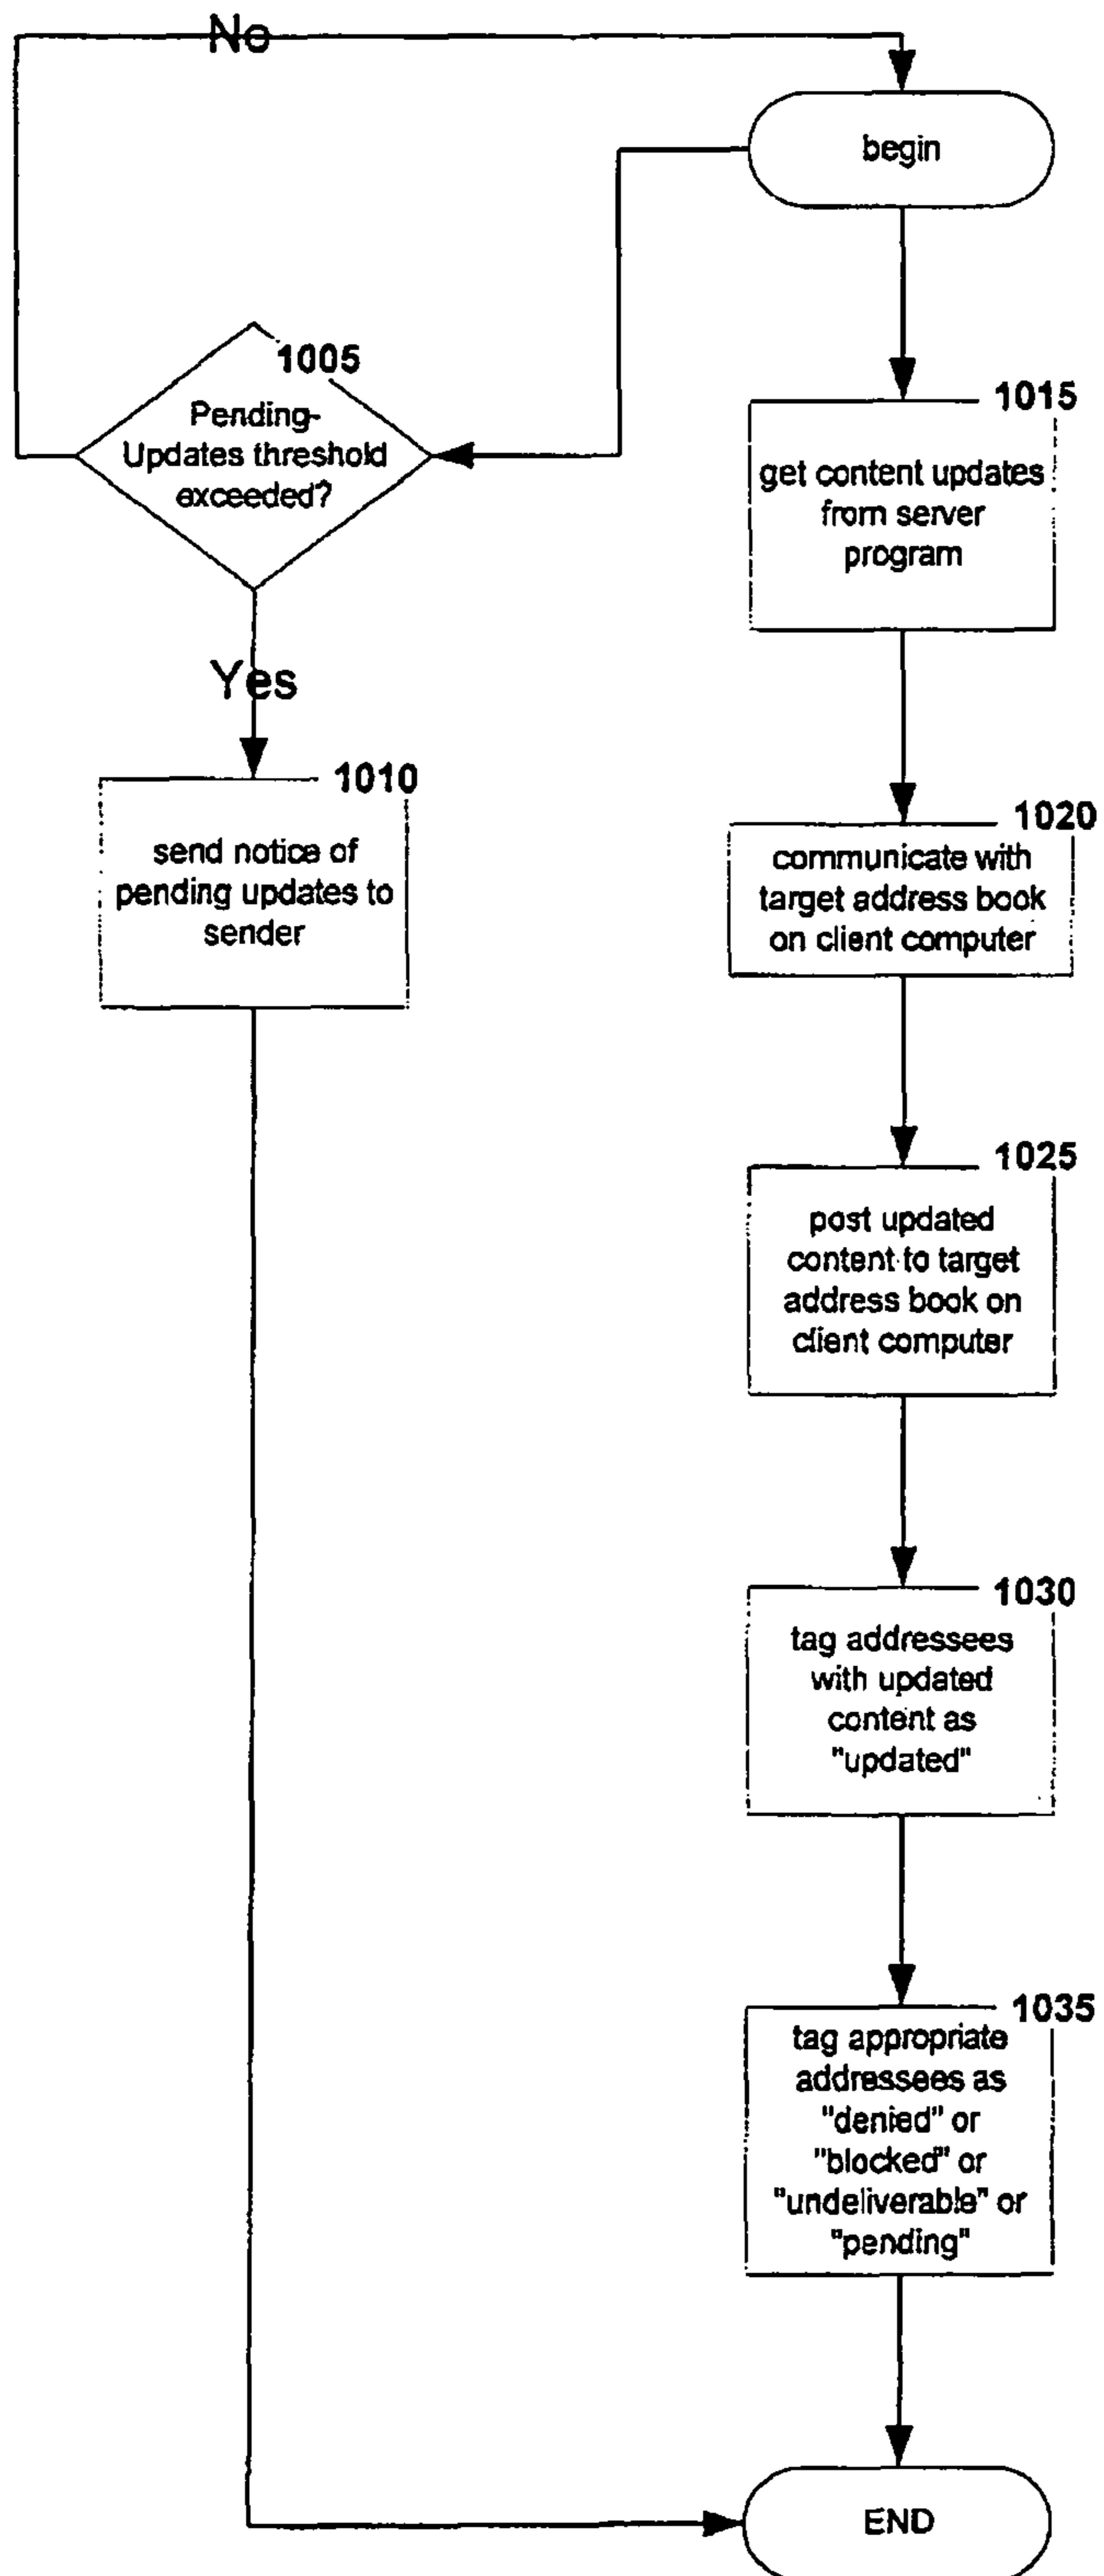 No
begin
1005
Pending-
Updates threshold
exceeded?
Yes
1010
send notice of
pending updates to
sender
1015
get content updates
from server
program
1020
communicate with
target address book
on client computer
1025
post updated
content to target
address book on
client computer
1030
tag addressees
with updated
content as
"updated"
1035
tag appropriate
addressees as
"denied" or
"blocked" or
"undeliverable" or
"pending"
END